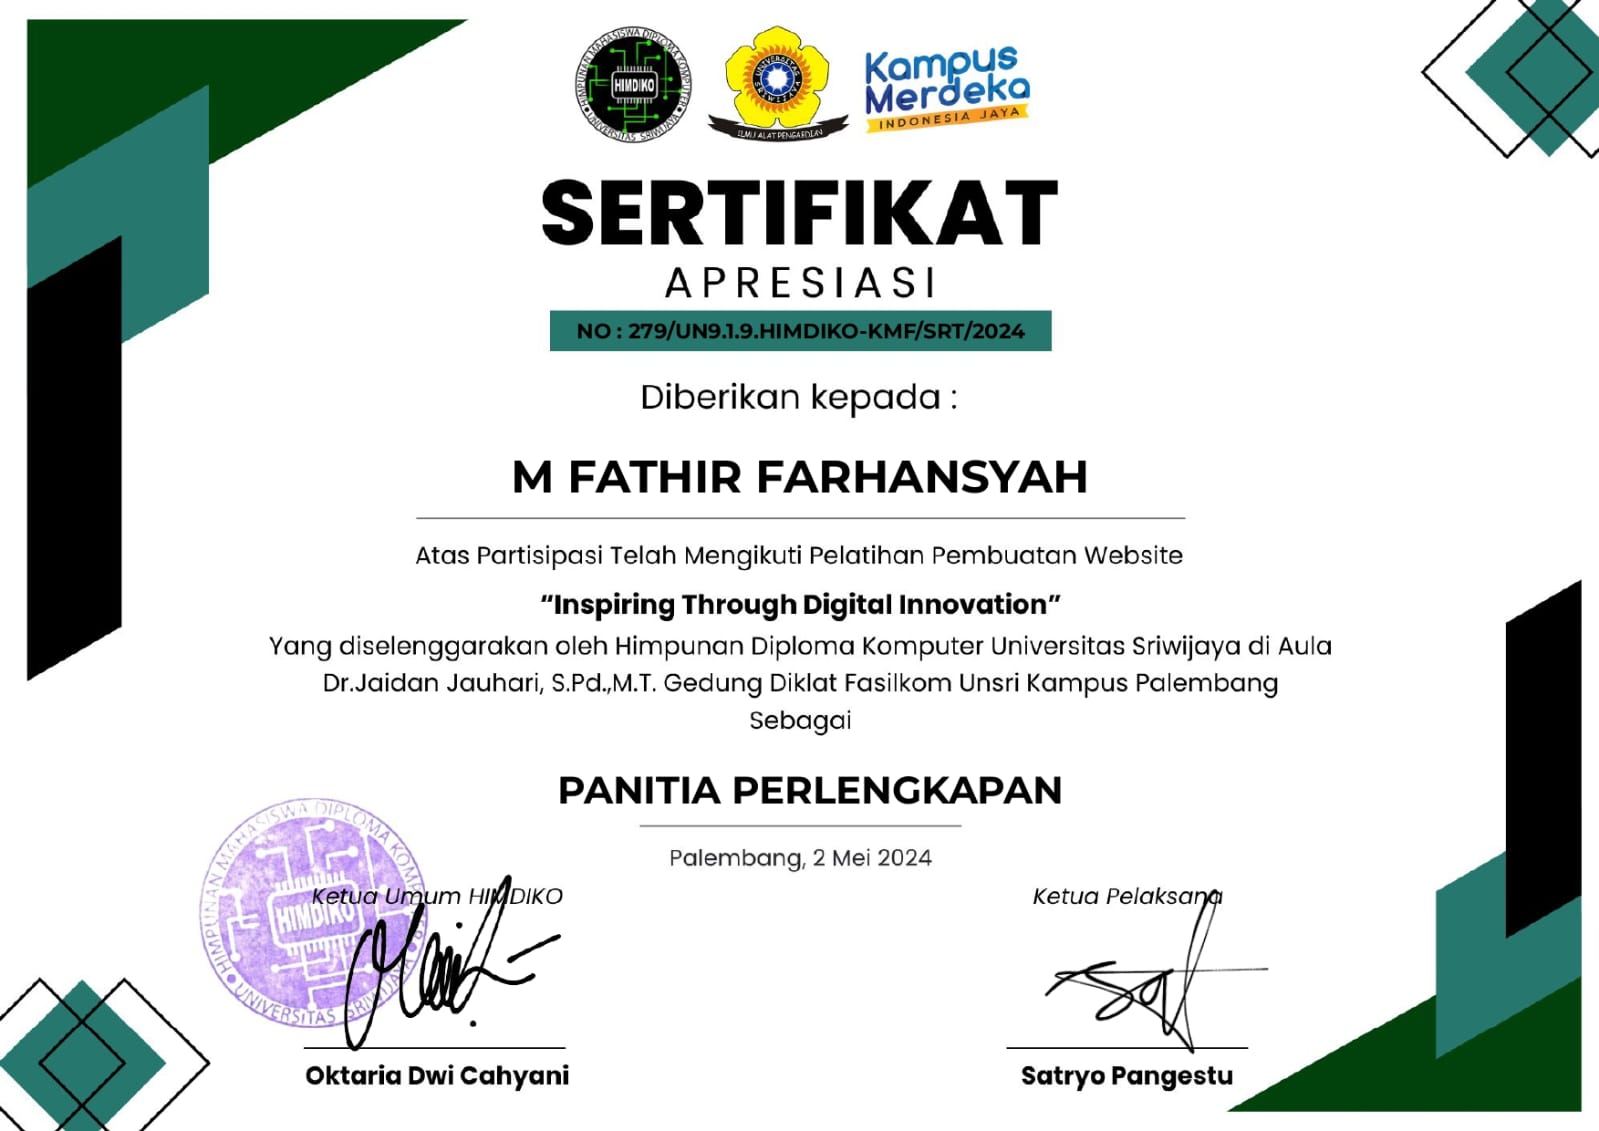 HIMPUNAN MAHASISWA DIPLOMA KOMPUTER
HIMDIKO
UNIVERSITAS SRIWIJAYA
UNIVERSITAS SRIWIJAYA
ILMU ALAT PENGABDIAN
Kampus
Merdeka
INDONESIA JAYA
SERTIFIKAT
APRESIASI
NO : 279/UN9.1.9.HIMDIKO-KMF/SRT/2024
Diberikan kepada :
M FATHIR FARHANSYAH
Atas Partisipasi Telah Mengikuti Pelatihan Pembuatan Website
“Inspiring Through Digital Innovation”
Yang diselenggarakan oleh Himpunan Diploma Komputer Universitas Sriwijaya di Aula
Dr.Jaidan Jauhari, S.Pd.,M.T. Gedung Diklat Fasilkom Unsri Kampus Palembang
Sebagai
PANITIA PERLENGKAPAN
Palembang, 2 Mei 2024
Ketua Umum HIMDIKO
Ketua Pelaksana
HIMPUNAN MAHASISWA DIPLOMA KOMPUTER
HIMDIKO
UNIVERSITAS SRIWIJAYA
Oktaria Dwi Cahyani
Satryo Pangestu